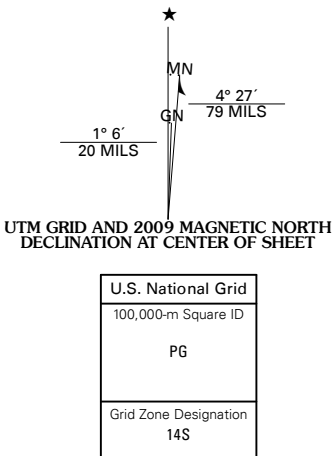 ★
MN
4° 27´
79 MILS
GN
1° 6´
20 MILS
UTM GRID AND 2009 MAGNETIC NORTH
DECLINATION AT CENTER OF SHEET
U.S. National Grid
100,000-m Square ID
PG
Grid Zone Designation
14S